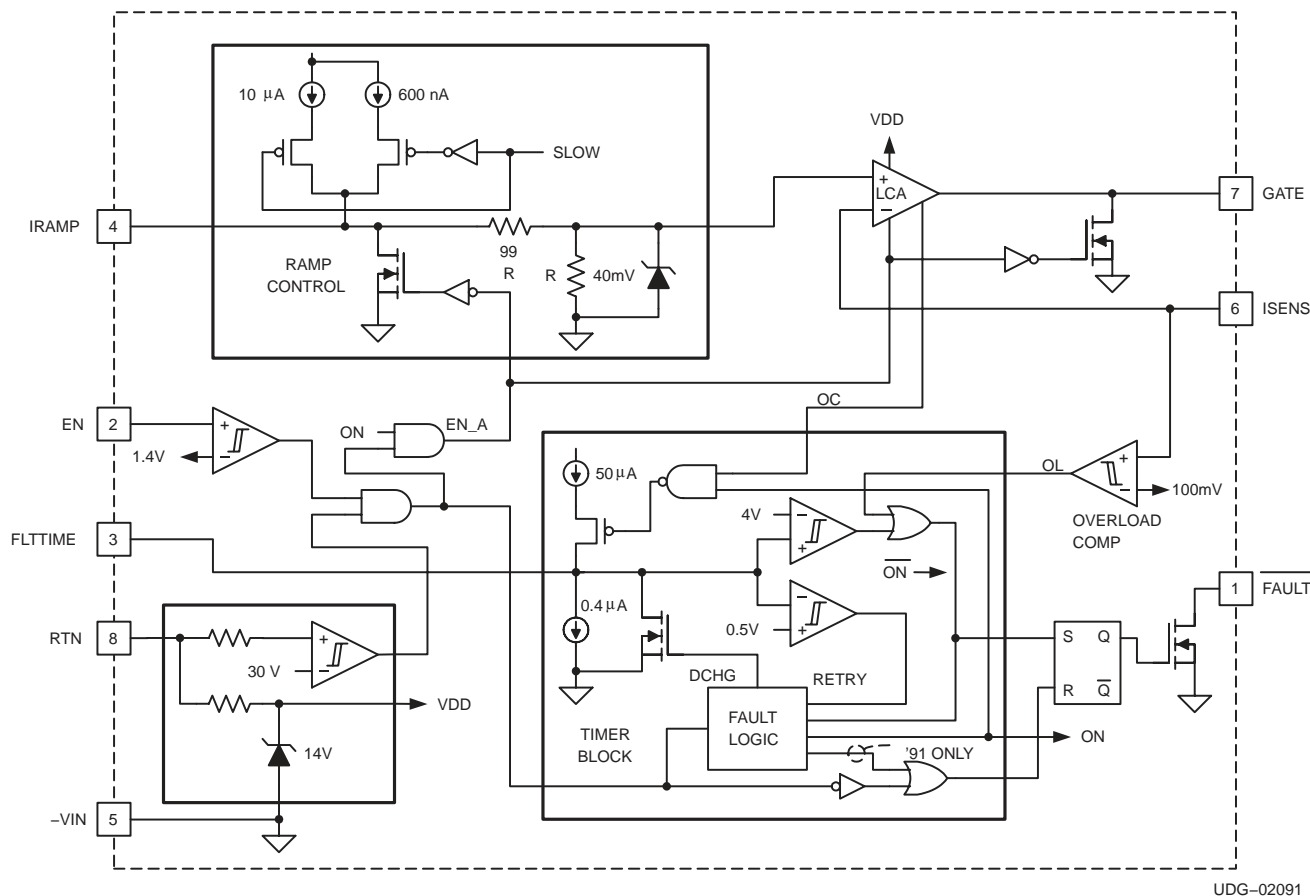 10 μA
600 nA
SLOW
VDD
+
LCA
−
7
GATE
IRAMP
4
99
R
RAMP
CONTROL
R
40mV
6
ISENS
EN
2
+
−
1.4V
ON
EN_A
OC
50 μA
OL
+
−
100mV
OVERLOAD
COMP
4V
−
+
FLTTIME
3
ON
1
FAULT
0.4 μA
−
+
0.5V
RTN
8
+
−
30 V
S
Q
R
Q
DCHG
RETRY
VDD
FAULT
LOGIC
TIMER
BLOCK
'91 ONLY
ON
14V
−VIN
5
UDG−02091